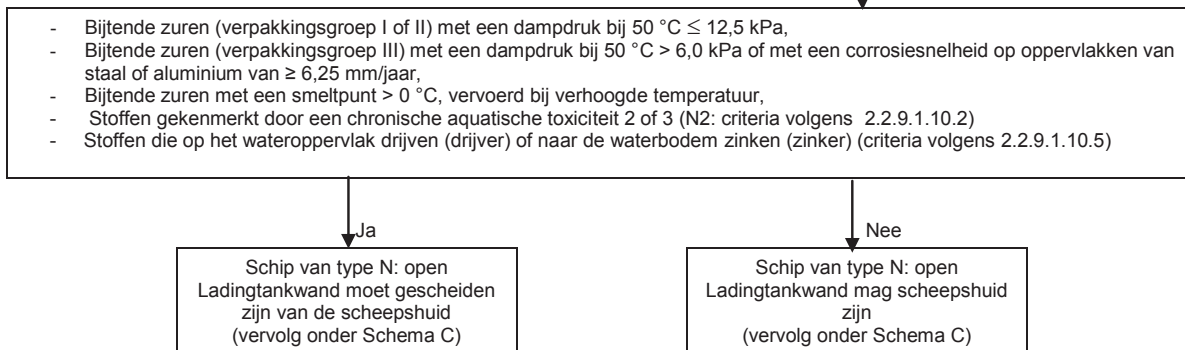 - Bijtende zuren (verpakkingsgroep I of II) met een dampdruk bij 50 °C ≤ 12,5 kPa,
- Bijtende zuren (verpakkingsgroep III) met een dampdruk bij 50 °C > 6,0 kPa of met een corrosiesnelheid op oppervlakken van
staal of aluminium van ≥ 6,25 mm/jaar,
- Bijtende zuren met een smeltpunt > 0 °C, vervoerd bij verhoogde temperatuur,
- Stoffen gekenmerkt door een chronische aquatische toxiciteit 2 of 3 (N2: criteria volgens 2.2.9.1.10.2)
- Stoffen die op het wateroppervlak drijven (drijver) of naar de waterbodem zinken (zinker) (criteria volgens 2.2.9.1.10.5)
Ja
Nee
Schip van type N: open
Ladingtankwand moet gescheiden
zijn van de scheepshuid
(vervolg onder Schema C)
Schip van type N: open
Ladingtankwand mag scheepshuid
zijn
(vervolg onder Schema C)